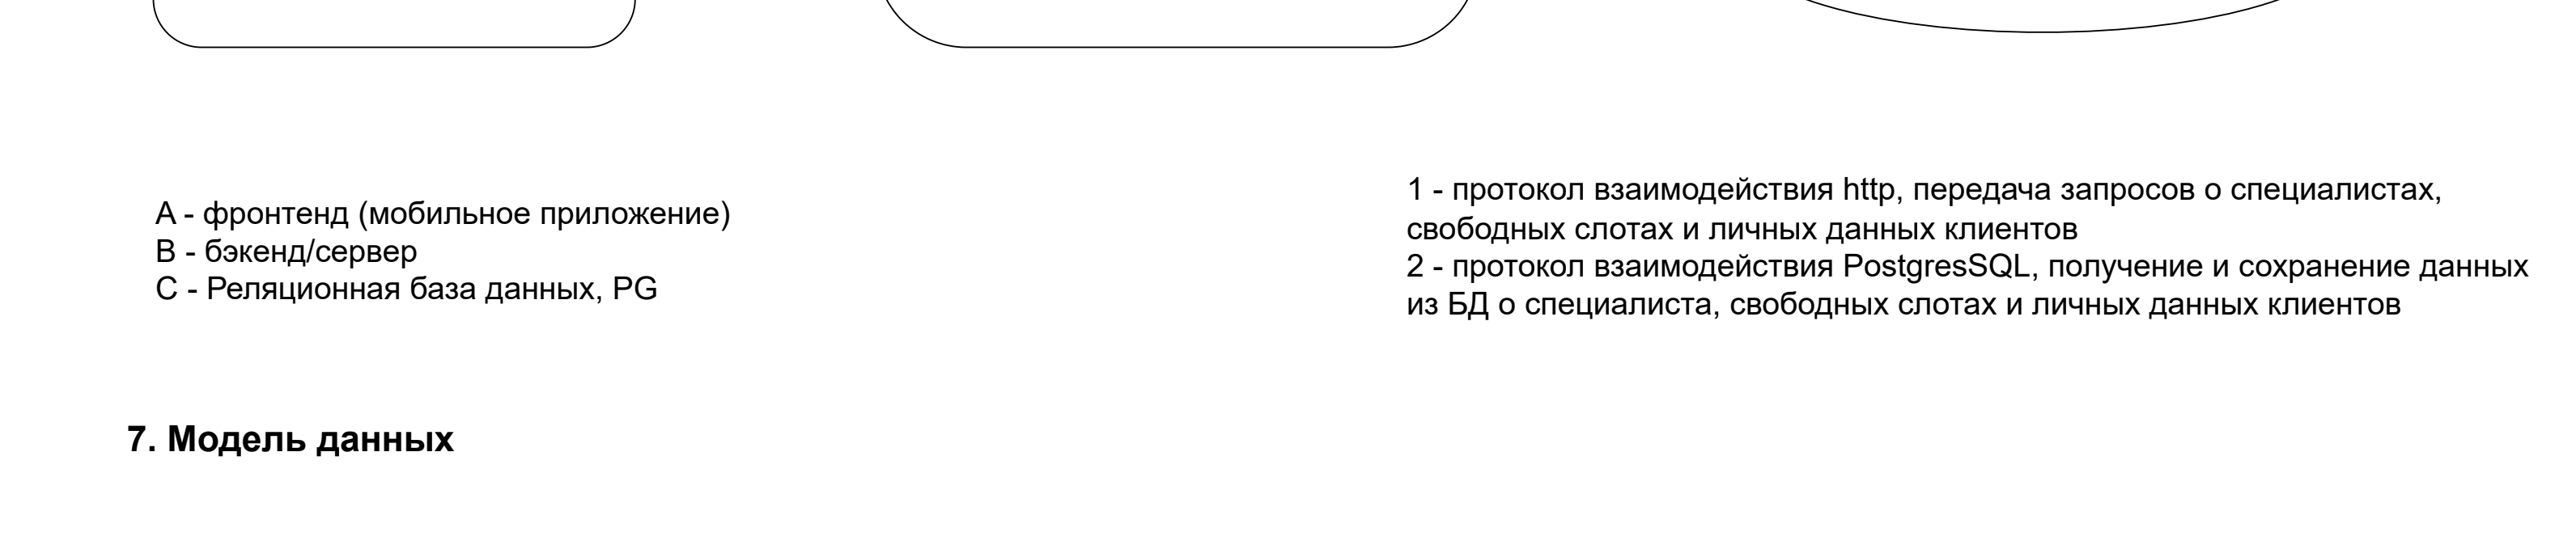 A - фронтенд (мобильное приложение)
B - бэкенд/сервер
C - Реляционная база данных, PG
1 - протокол взаимодействия http, передача запросов о специалистах,
свободных слотах и личных данных клиентов
2 - протокол взаимодействия PostgresSQL, получение и сохранение данных
из БД о специалиста, свободных слотах и личных данных клиентов
7. Модель данных